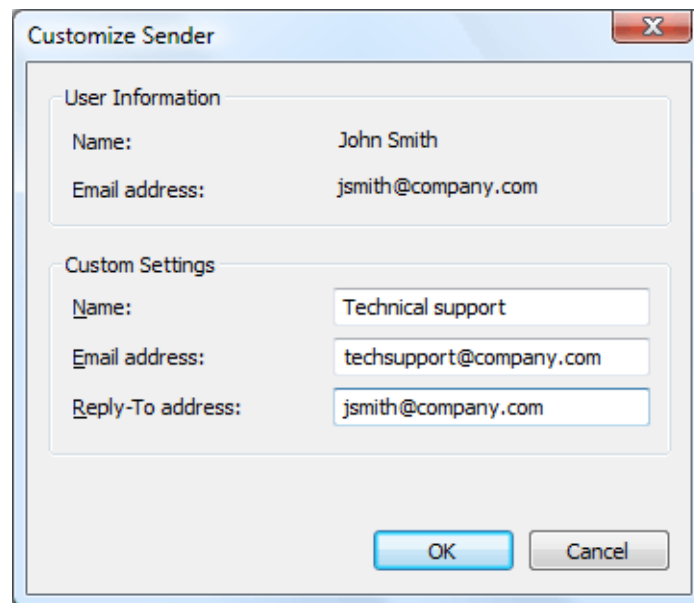 Customize Sender
User Information
Name: John Smith
Email address: jsmith@company.com
Custom Settings
Name: Technical support
Email address: techsupport@company.com
Reply-To address: jsmith@company.com
OK Cancel